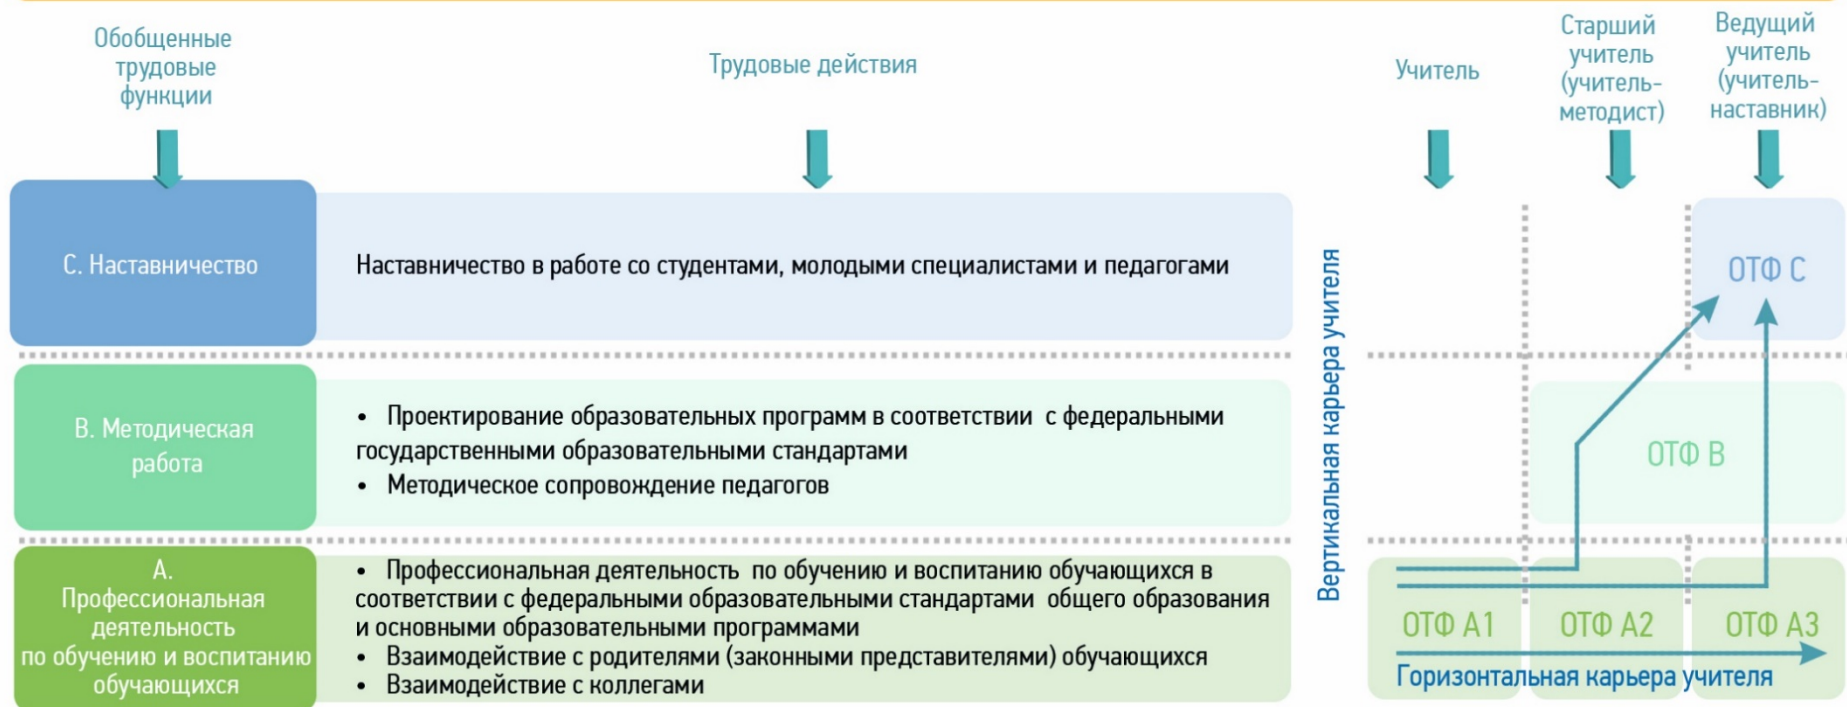 Обобщенные
трудовые
функции
Трудовые действия
Учитель
Старший
учитель
(учитель-
методист)
Ведущий
учитель
(учитель-
наставник)
С. Наставничество
Наставничество в работе со студентами, молодыми специалистами и педагогами
В. Методическая
работа
• Проектирование образовательных программ в соответствии с федеральными
государственными образовательными стандартами
• Методическое сопровождение педагогов
А.
Профессиональная
деятельность
по обучению и воспитанию
обучающихся
• Профессиональная деятельность по обучению и воспитанию обучающихся в
соответствии с федеральными образовательными стандартами общего образования
и основными образовательными программами
• Взаимодействие с родителями (законными представителями) обучающихся
• Взаимодействие с коллегами
Вертикальная карьера учителя
ОТФ С
ОТФ В
ОТФ А1
ОТФ А2
ОТФ А3
Горизонтальная карьера учителя